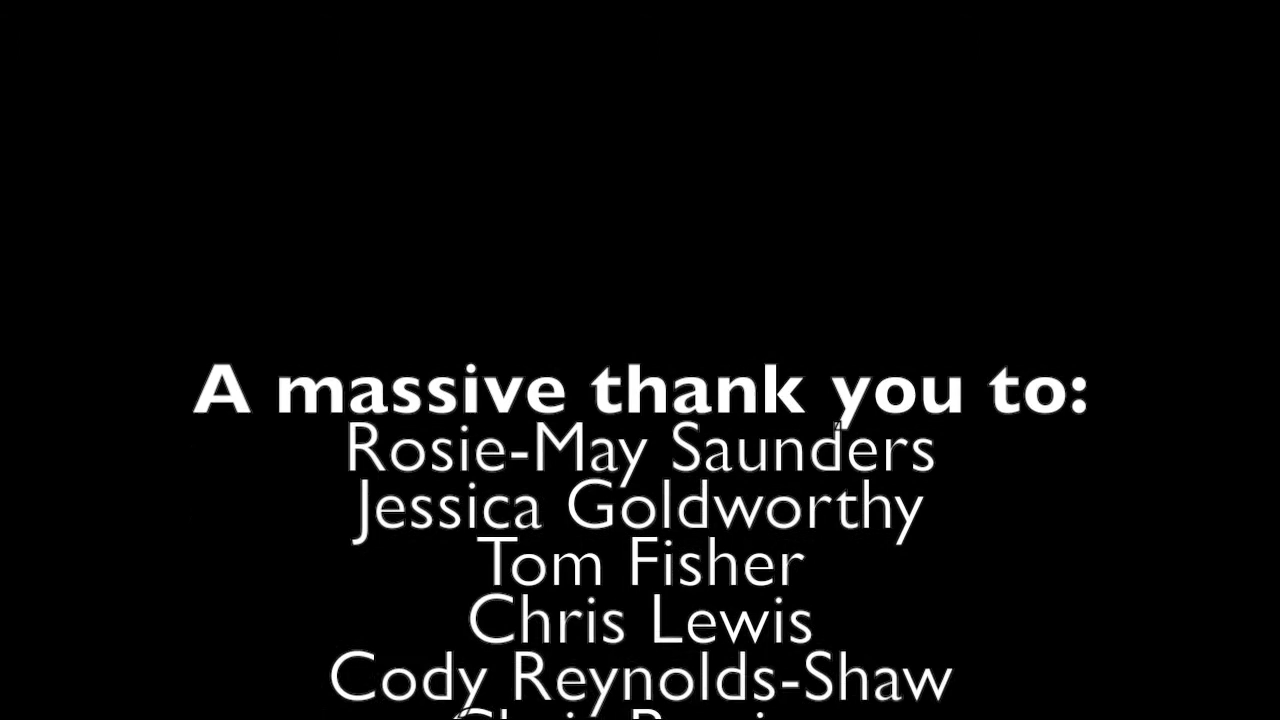 A massive thank you to:
Rosie-May Saunders
Jessica Goldworthy
Tom Fisher
Chris Lewis
Cody Reynolds-Shaw